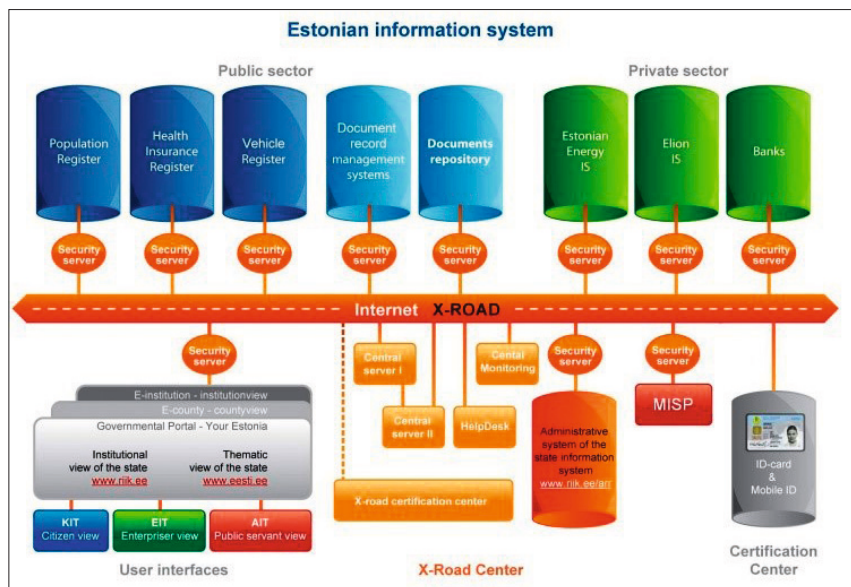 Estonian information system
Public sector
Private sector
Population
Register
Health
Insurance
Register
Vehicle
Register
Document
record
management
systems
Documents
repository
Estonian
Energy
IS
Elion
IS
Banks
Security
server
Security
server
Security
server
Security
server
Security
server
Security
server
Security
server
Security
server
Internet X-ROAD
Security
server
Central
server I
Cental
Monitoring
Security
server
Security
server
E-institution - institutionview
E-county - countyview
Governmental Portal - Your Estonia
Institutional
view of the state
www.riik.ee
Thematic
view of the state
www.eesti.ee
Central
server II
HelpDesk
Administrative
system of the
state information
system
www.riik.ee/arr
MISP
ID-card
&
Mobile ID
X-road certification center
KIT
Citizen view
EIT
Enterpriser view
AIT
Public servant view
User interfaces
X-Road Center
Certification
Center